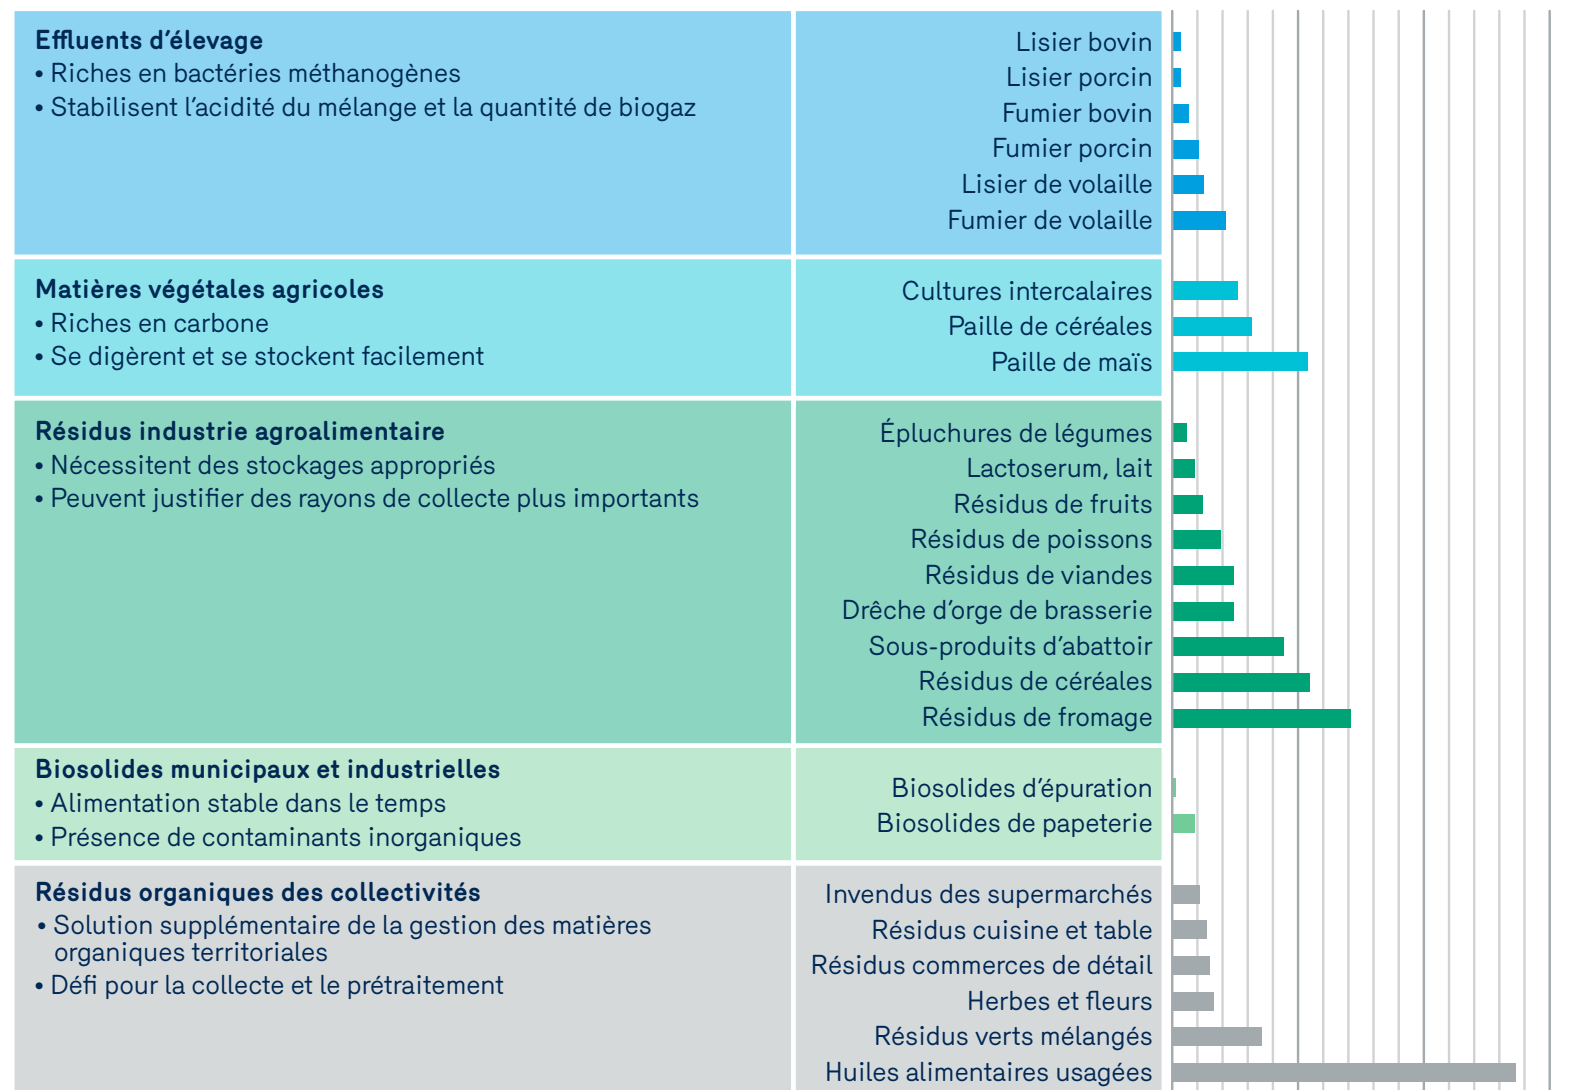 Effluents d'élevage
• Riches en bactéries méthanogènes
• Stabilisent l'acidité du mélange et la quantité de biogaz
Lisier bovin
Lisier porcin
Fumier bovin
Fumier porcin
Lisier de volaille
Fumier de volaille
Matières végétales agricoles
• Riches en carbone
• Se digèrent et se stockent facilement
Cultures intercalaires
Paille de céréales
Paille de maïs
Résidus industrie agroalimentaire
• Nécessitent des stockages appropriés
• Peuvent justifier des rayons de collecte plus importants
Épluchures de légumes
Lactoserum, lait
Résidus de fruits
Résidus de poissons
Résidus de viandes
Drêche d'orge de brasserie
Sous-produits d'abattoir
Résidus de céréales
Résidus de fromage
Biosolides municipaux et industrielles
• Alimentation stable dans le temps
• Présence de contaminants inorganiques
Biosolides d'épuration
Biosolides de papeterie
Résidus organiques des collectivités
• Solution supplémentaire de la gestion des matières
organiques territoriales
• Défi pour la collecte et le prétraitement
Invendus des supermarchés
Résidus cuisine et table
Résidus commerces de détail
Herbes et fleurs
Résidus verts mélangés
Huiles alimentaires usagées